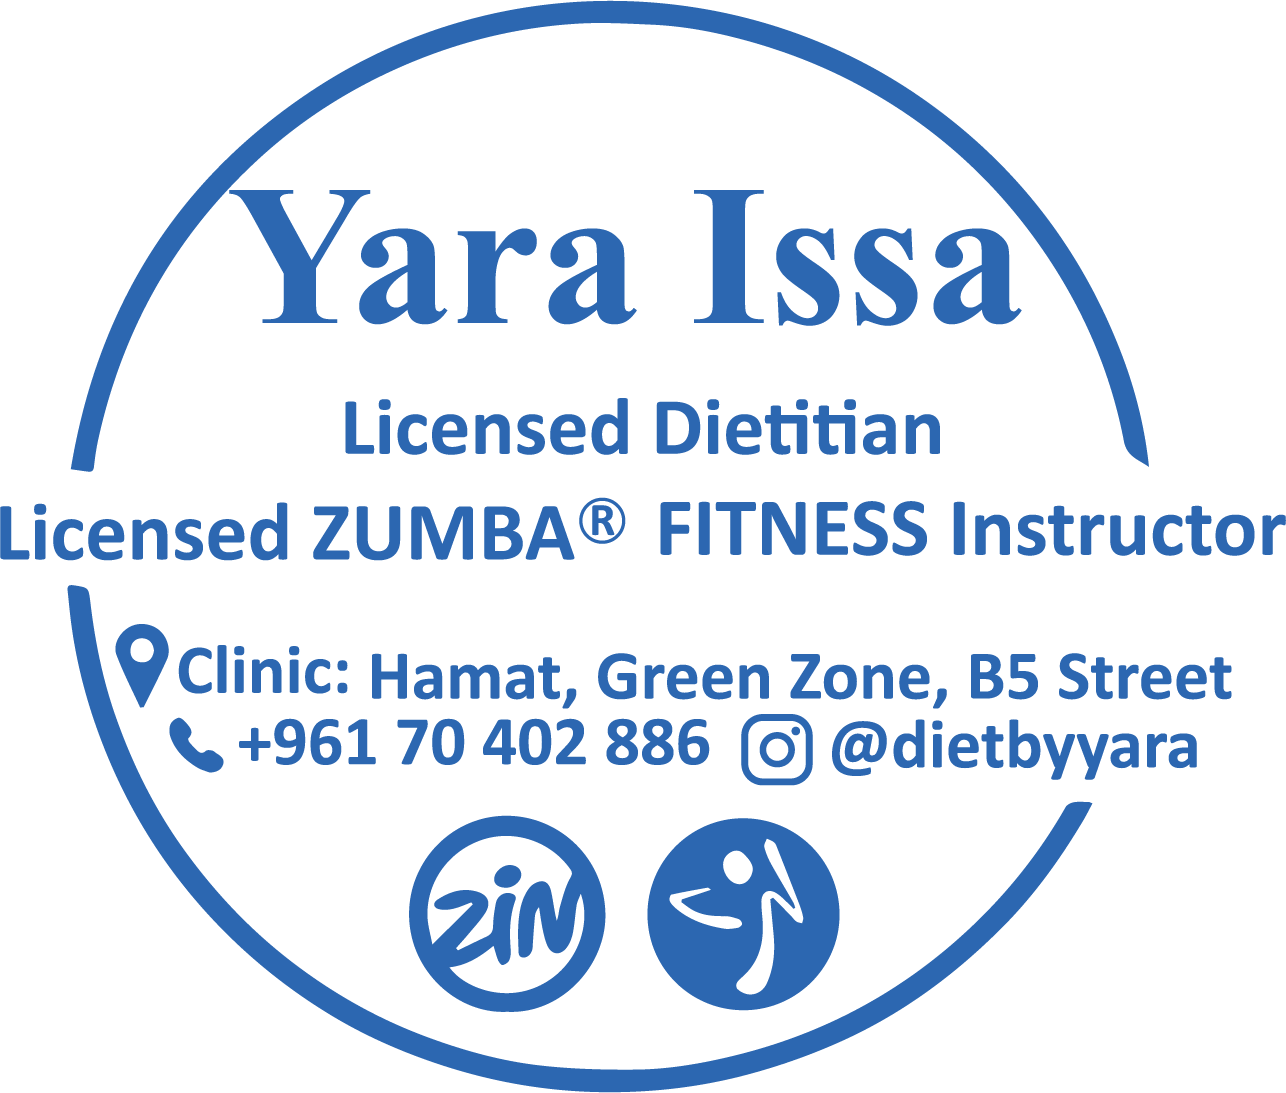 Yara Issa
Licensed Dietitian
Licensed ZUMBA® FITNESS Instructor
Clinic: Hamat, Green Zone, B5 Street
+961 70 402 886 @dietbyyara
ZiN